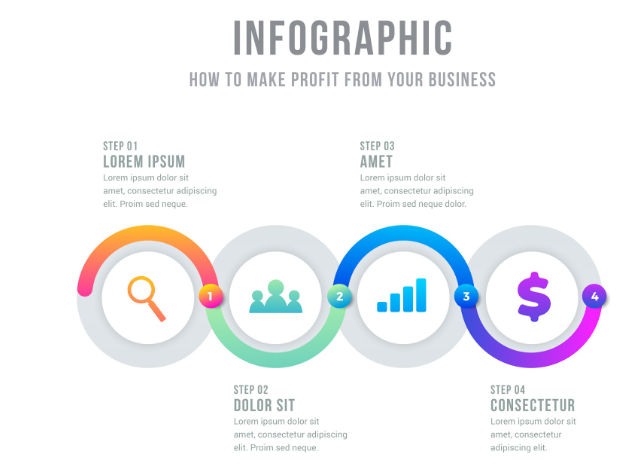 INFOGRAPHIC
HOW TO MAKE PROFIT FROM YOUR BUSINESS
STEP 01
LOREM IPSUM
Lorem ipsum dolor sit
amet, consectetur adipiscing
elit. Proim sed neque.
STEP 03
AMET
Lorem ipsum dolor sit
amet, consectetur adipiscing
elit. Proim sed neque dolor.
1
2
3
$
4
STEP 02
DOLOR SIT
Lorem ipsum dolor sit
amet, consectetur adipiscing
elit. Proim sed neque.
STEP 04
CONSECTETUR
Lorem ipsum dolor sit
amet, consectetur
adipiscing elit.